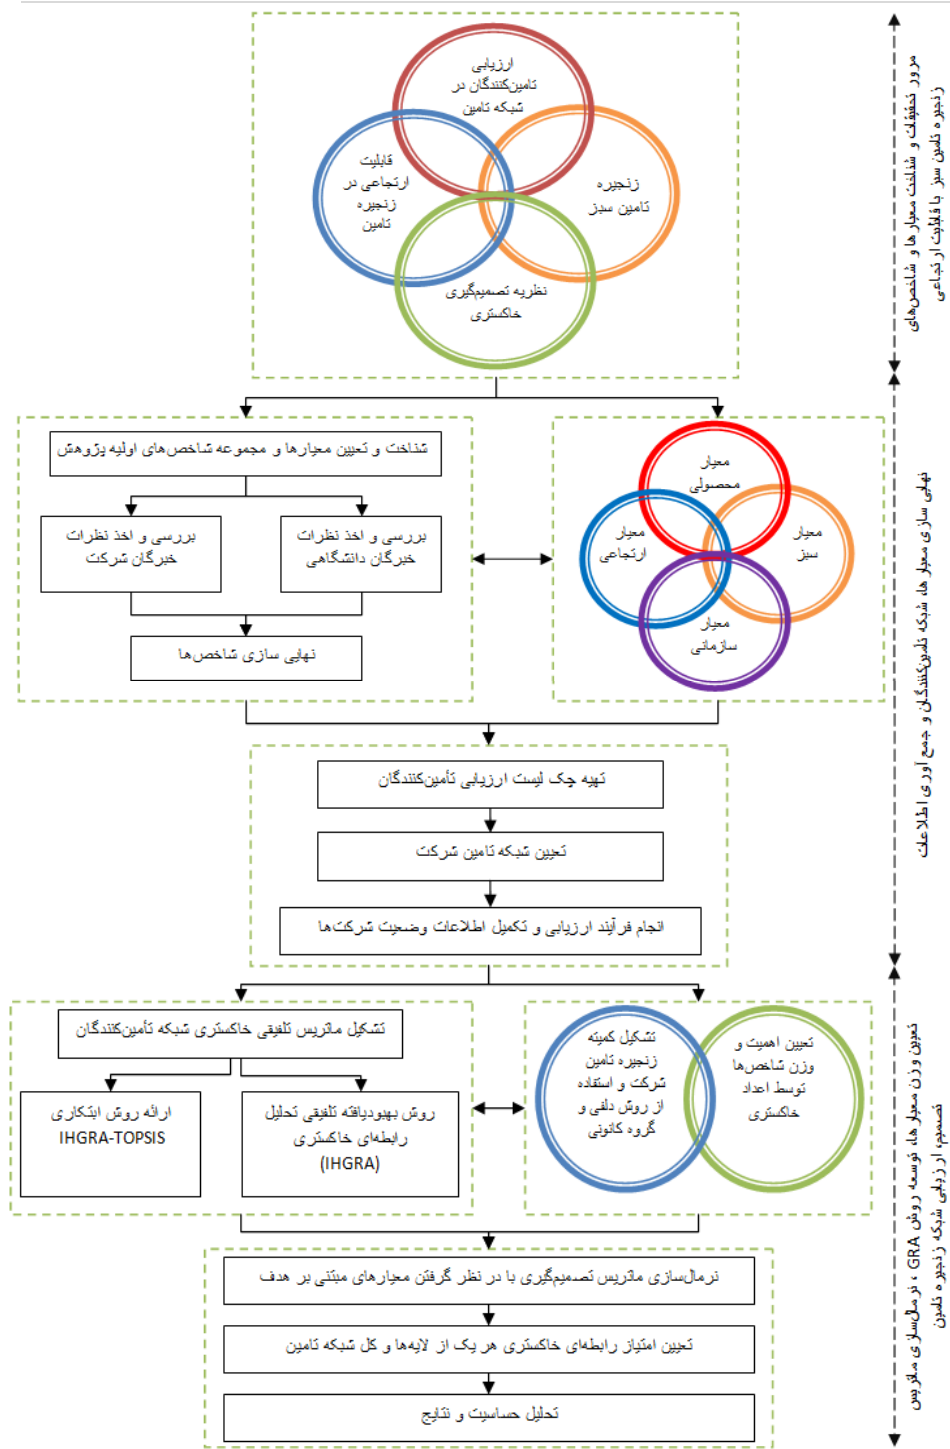 ارزیابی
تامین‌کنندگان در
شبکه تامین
قابلیت
ارتجاعی در
زنجیره
تامین
زنجیره
تامین سبز
نظریه تصمیم‌گیری
خاکستری
مرور تحقیقات و شناخت معیارها و شاخص‌های
زنجیره تامین سبز با قابلیت ارتجاعی
شناخت و تعیین معیارها و مجموعه شاخص‌های اولیه پژوهش
بررسی و اخذ نظرات
خبرگان دانشگاهی
بررسی و اخذ نظرات
خبرگان شرکت
نهایی سازی شاخص‌ها
معیار
محصولی
معیار
ارتجاعی
معیار
سبز
معیار
سازمانی
نهایی سازی معیارها، شبکه تامین‌کنندگان و جمع آوری اطلاعات
تهیه چک لیست ارزیابی تأمین‌کنندگان
تعیین شبکه تامین شرکت
انجام فرآیند ارزیابی و تکمیل اطلاعات وضعیت شرکت‌ها
تشکیل ماتریس تلفیقی خاکستری شبکه تأمین‌کنندگان
روش بهبودیافته تلفیقی تحلیل
رابطه‌ای خاکستری
(IHGRA)
ارائه روش ابتکاری
IHGRA-TOPSIS
تشکیل کمیته
زنجیره تامین
شرکت و استفاده
از روش دلفی و
گروه کانونی
تعیین اهمیت و
وزن شاخص‌ها
توسط اعداد
خاکستری
تعیین وزن معیارها، توسعه روش GRA ، نرمال‌سازی ماتریس
تصمیم، ارزیابی شبکه زنجیره تامین
نرمال‌سازی ماتریس تصمیم‌گیری با در نظر گرفتن معیارهای مبتنی بر هدف
تعیین امتیاز رابطه‌ای خاکستری هر یک از لایه‌ها و کل شبکه تامین
تحلیل حساسیت و نتایج